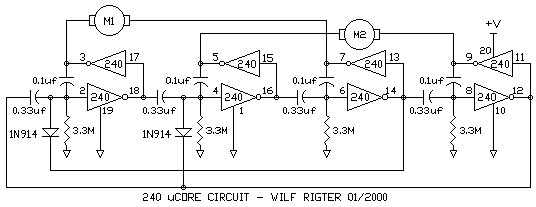 M1
M2
+V
20
3
240
17
5
240
15
7
240
13
9
240
11
0.1uf
0.1uf
0.1uf
0.1uf
2
240
18
4
240
16
6
240
14
8
240
12
0.33uf
19
0.33uf
1
0.33uf
0.33uf
10
1N914
3.3M
1N914
3.3M
3.3M
3.3M
240 uCORE CIRCUIT - WILF RIGTER 01/2000